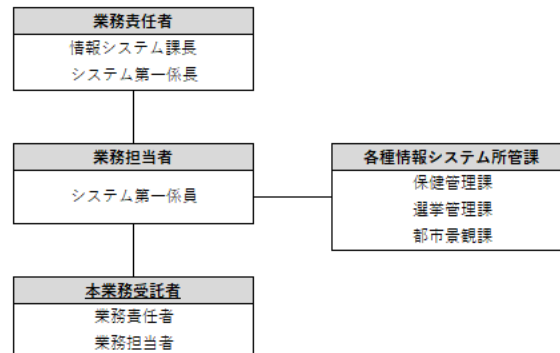 業務責任者
情報システム課長
システム第一係長
業務担当者
システム第一係員
各種情報システム所管課
保健管理課
選挙管理課
都市景観課
本業務受託者
業務責任者
業務担当者